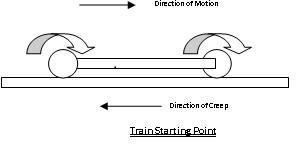 Direction of Motion
Direction of Creep
Train Starting Point